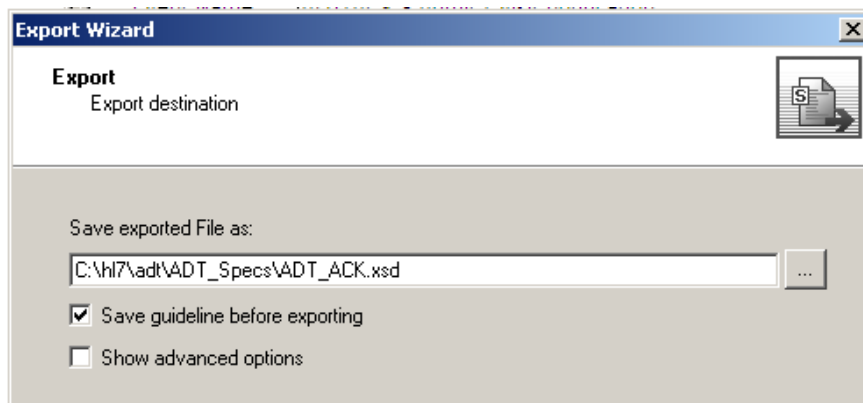 Export Wizard
Export
Export destination
S
Save exported File as:
C:\hl7\adt\ADT_Specs\ADT_ACK.xsd
...
Save guideline before exporting
Show advanced options